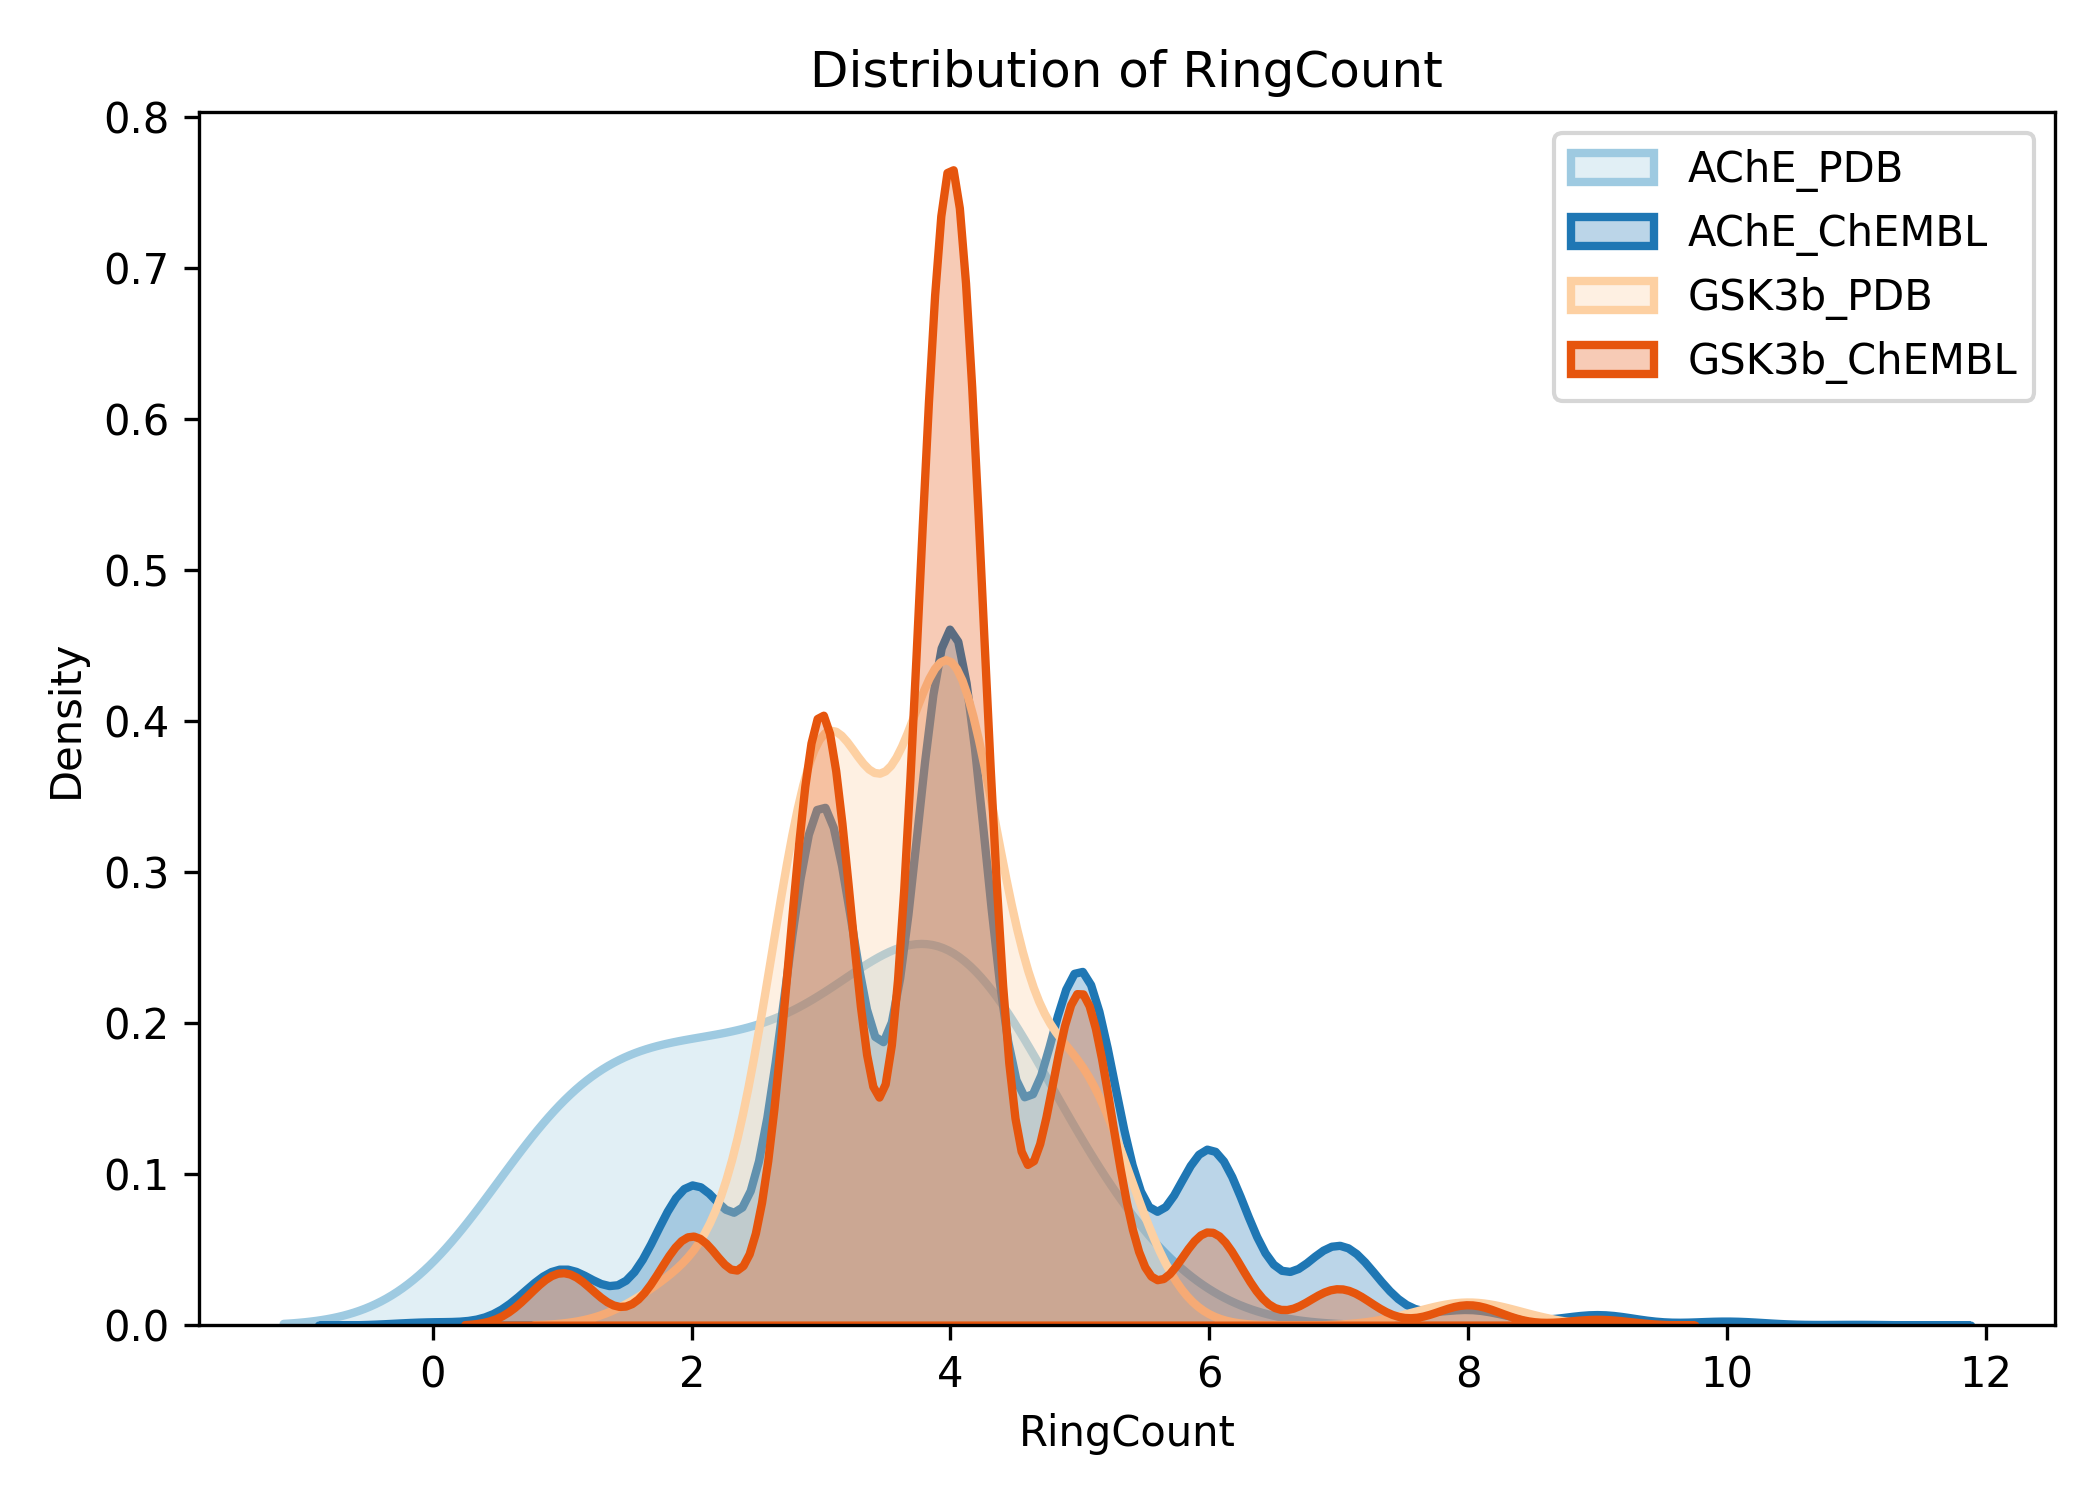 Distribution of RingCount
0.8
0.7
0.6
0.5
0.4
0.3
0.2
0.1
0.0
Density
AChE_PDB
AChE_ChEMBL
GSK3b_PDB
GSK3b_ChEMBL
0 2 4 6 8 10 12
RingCount